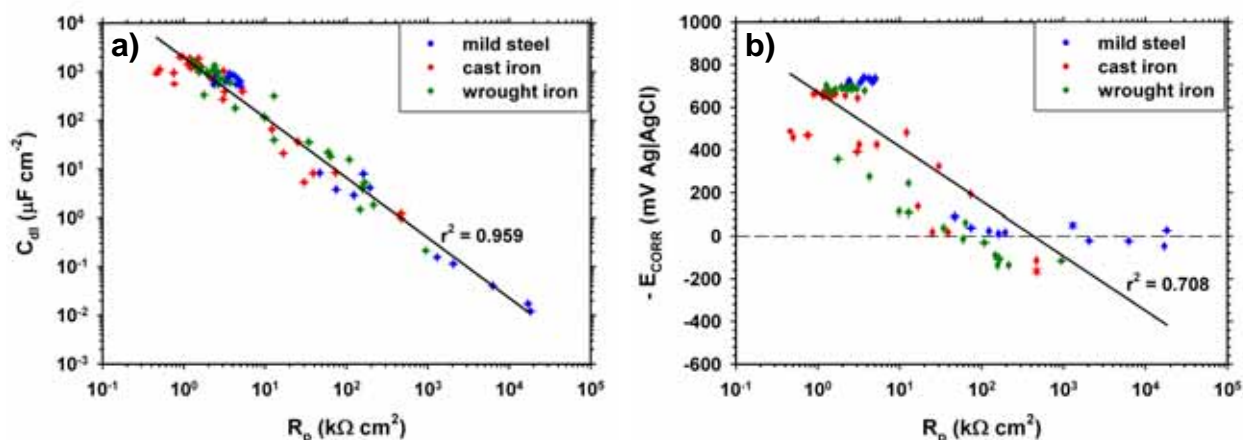 a)
mild steel
cast iron
wrought iron
r² = 0.959
C_dl (µF cm⁻²)
10⁴
10³
10²
10¹
10⁰
10⁻¹
10⁻²
10⁻³
10⁻¹ 10⁰ 10¹ 10² 10³ 10⁴ 10⁵
R_p (kΩ cm²)
b)
mild steel
cast iron
wrought iron
r² = 0.708
- E_CORR (mV Ag|AgCl)
1000
800
600
400
200
0
-200
-400
-600
10⁻¹ 10⁰ 10¹ 10² 10³ 10⁴ 10⁵
R_p (kΩ cm²)